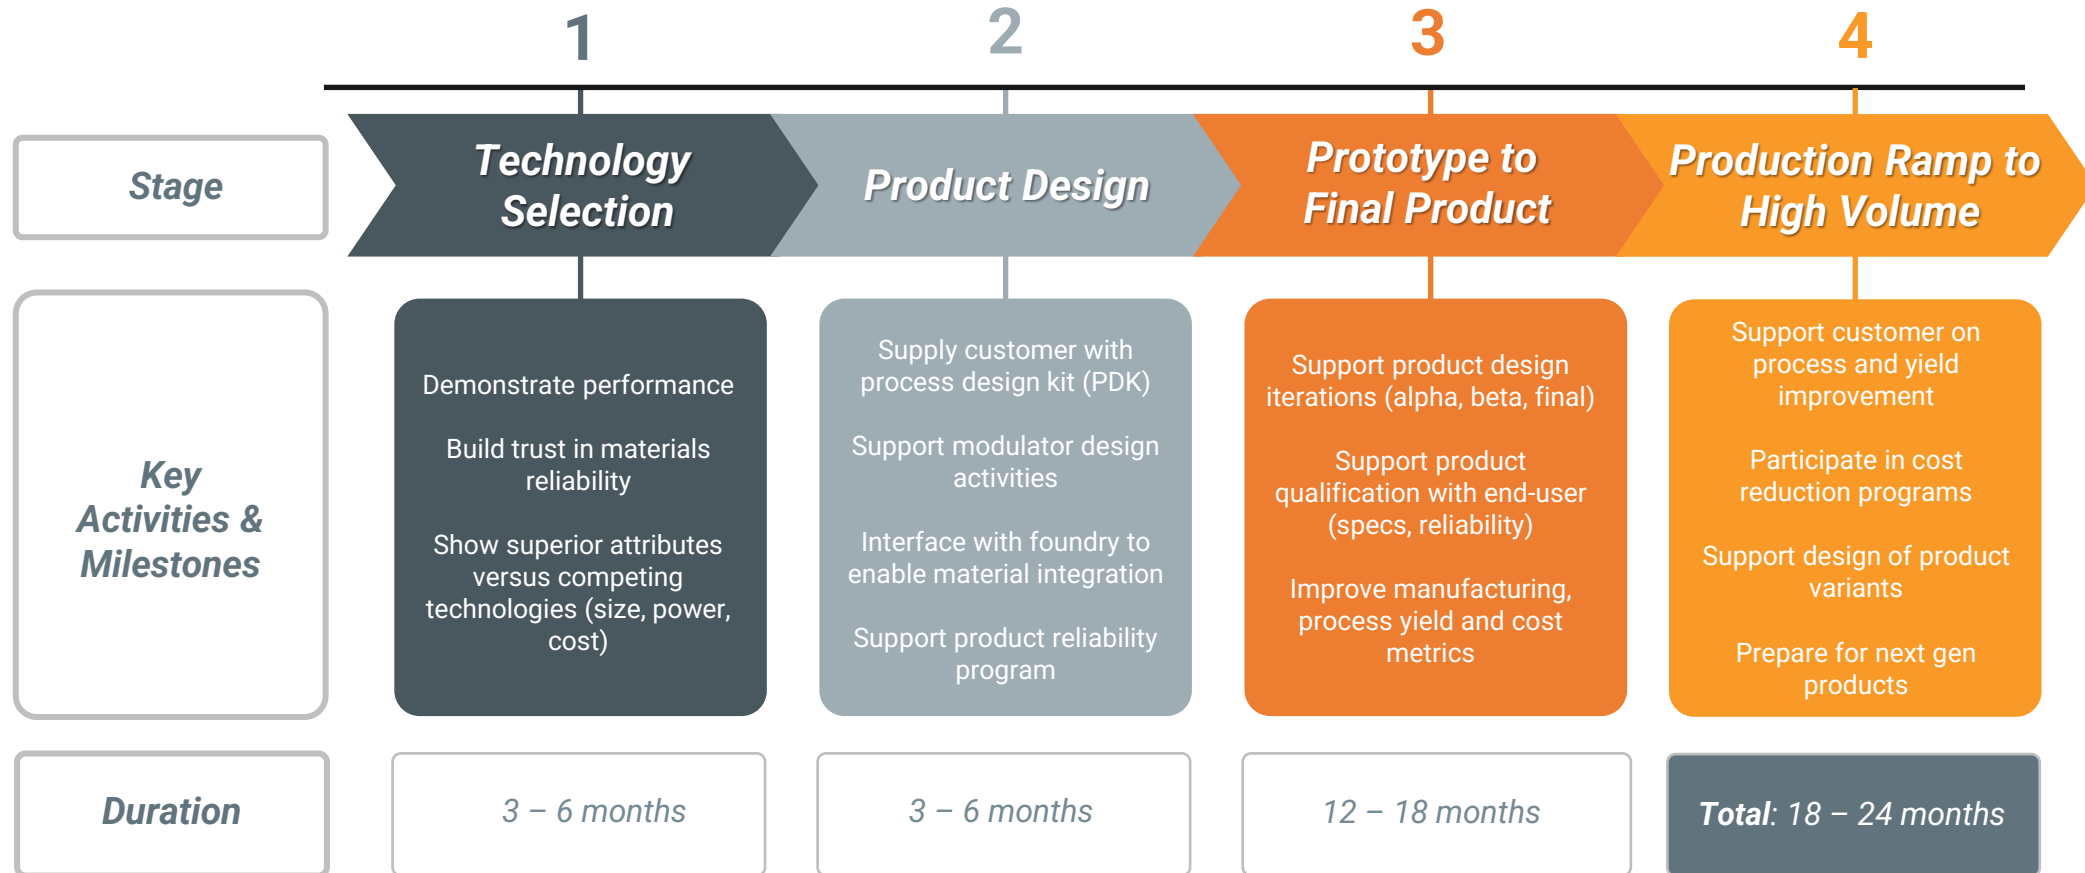 1
2
3
4
Stage
Technology
Selection
Product Design
Prototype to
Final Product
Production Ramp to
High Volume
Key
Activities &
Milestones
Demonstrate performance
Build trust in materials
reliability
Show superior attributes
versus competing
technologies (size, power,
cost)
Supply customer with
process design kit (PDK)
Support modulator design
activities
Interface with foundry to
enable material integration
Support product reliability
program
Support product design
iterations (alpha, beta, final)
Support product
qualification with end-user
(specs, reliability)
Improve manufacturing,
process yield and cost
metrics
Support customer on
process and yield
improvement
Participate in cost
reduction programs
Support design of product
variants
Prepare for next gen
products
Duration
3 – 6 months
3 – 6 months
12 – 18 months
Total: 18 – 24 months